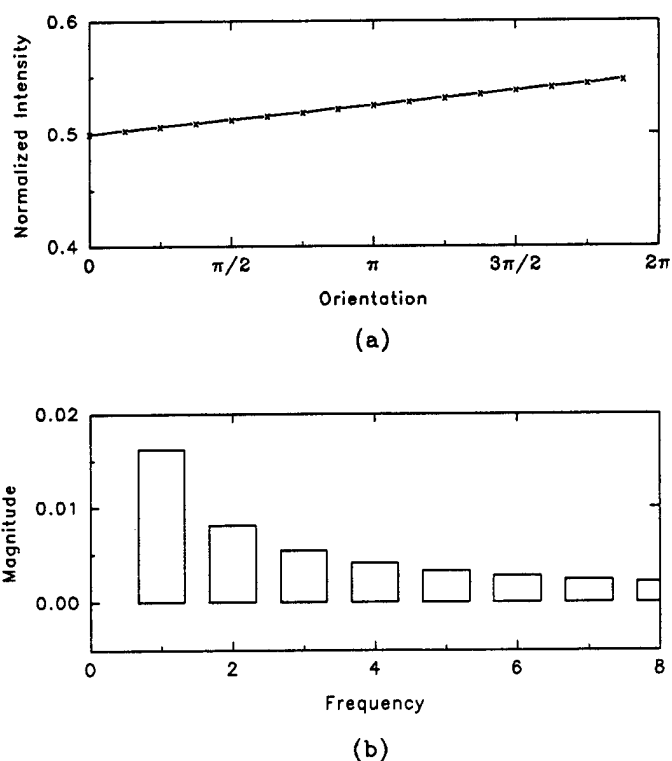 0.6
0.5
0.4
Normalized Intensity
0 π/2 π 3π/2 2π
Orientation
(a)
0.02
0.01
0.00
Magnitude
0 2 4 6 8
Frequency
(b)